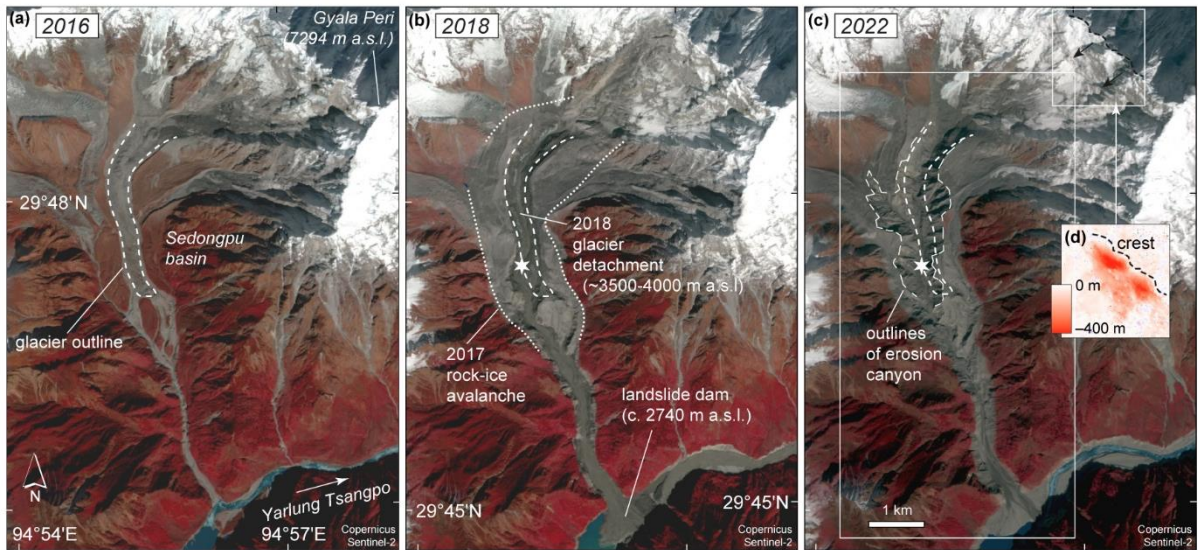 (a)
2016
Gyala Peri
(7294 m a.s.l.)
29°48' N
Sedongpu
basin
glacier outline
N
Yarlung Tsangpo
94°54'E
94°57'E
Copernicus
Sentinel-2
(b)
2018
2018
glacier
detachment
(~3500-4000 m a.s.l.)
2017
rock-ice
avalanche
landslide dam
(c. 2740 m a.s.l.)
29°45'N
Copernicus
Sentinel-2
(c)
2022
(d)
crest
0 m
–400 m
outlines
of erosion
canyon
29°45'N
1 km
Copernicus
Sentinel-2